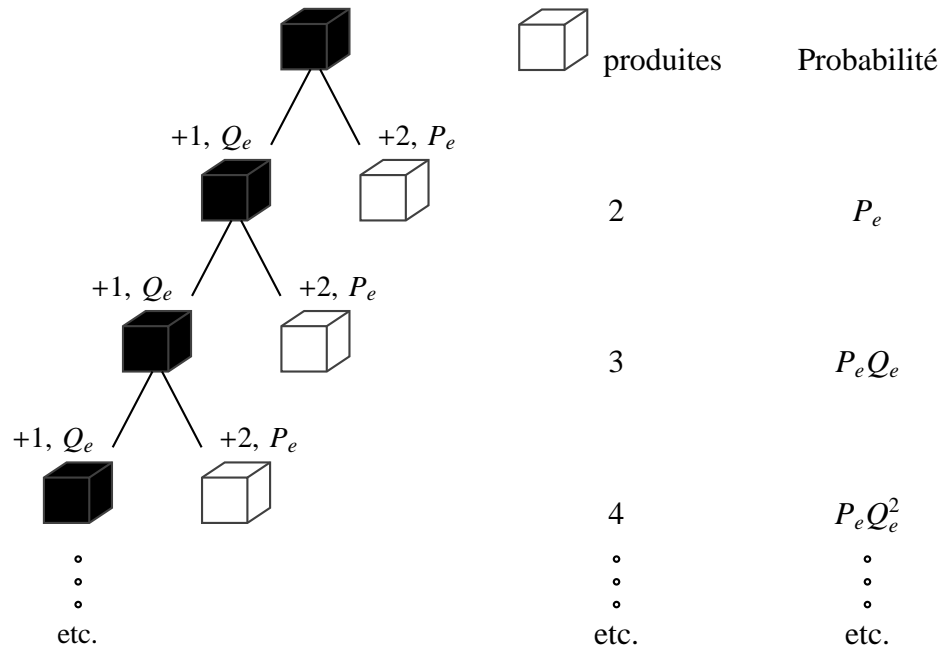 produites Probabilité
+1, Q_e +2, P_e
2 P_e
+1, Q_e +2, P_e
3 P_eQ_e
+1, Q_e +2, P_e
4 P_eQ_e^2
etc. etc. etc.